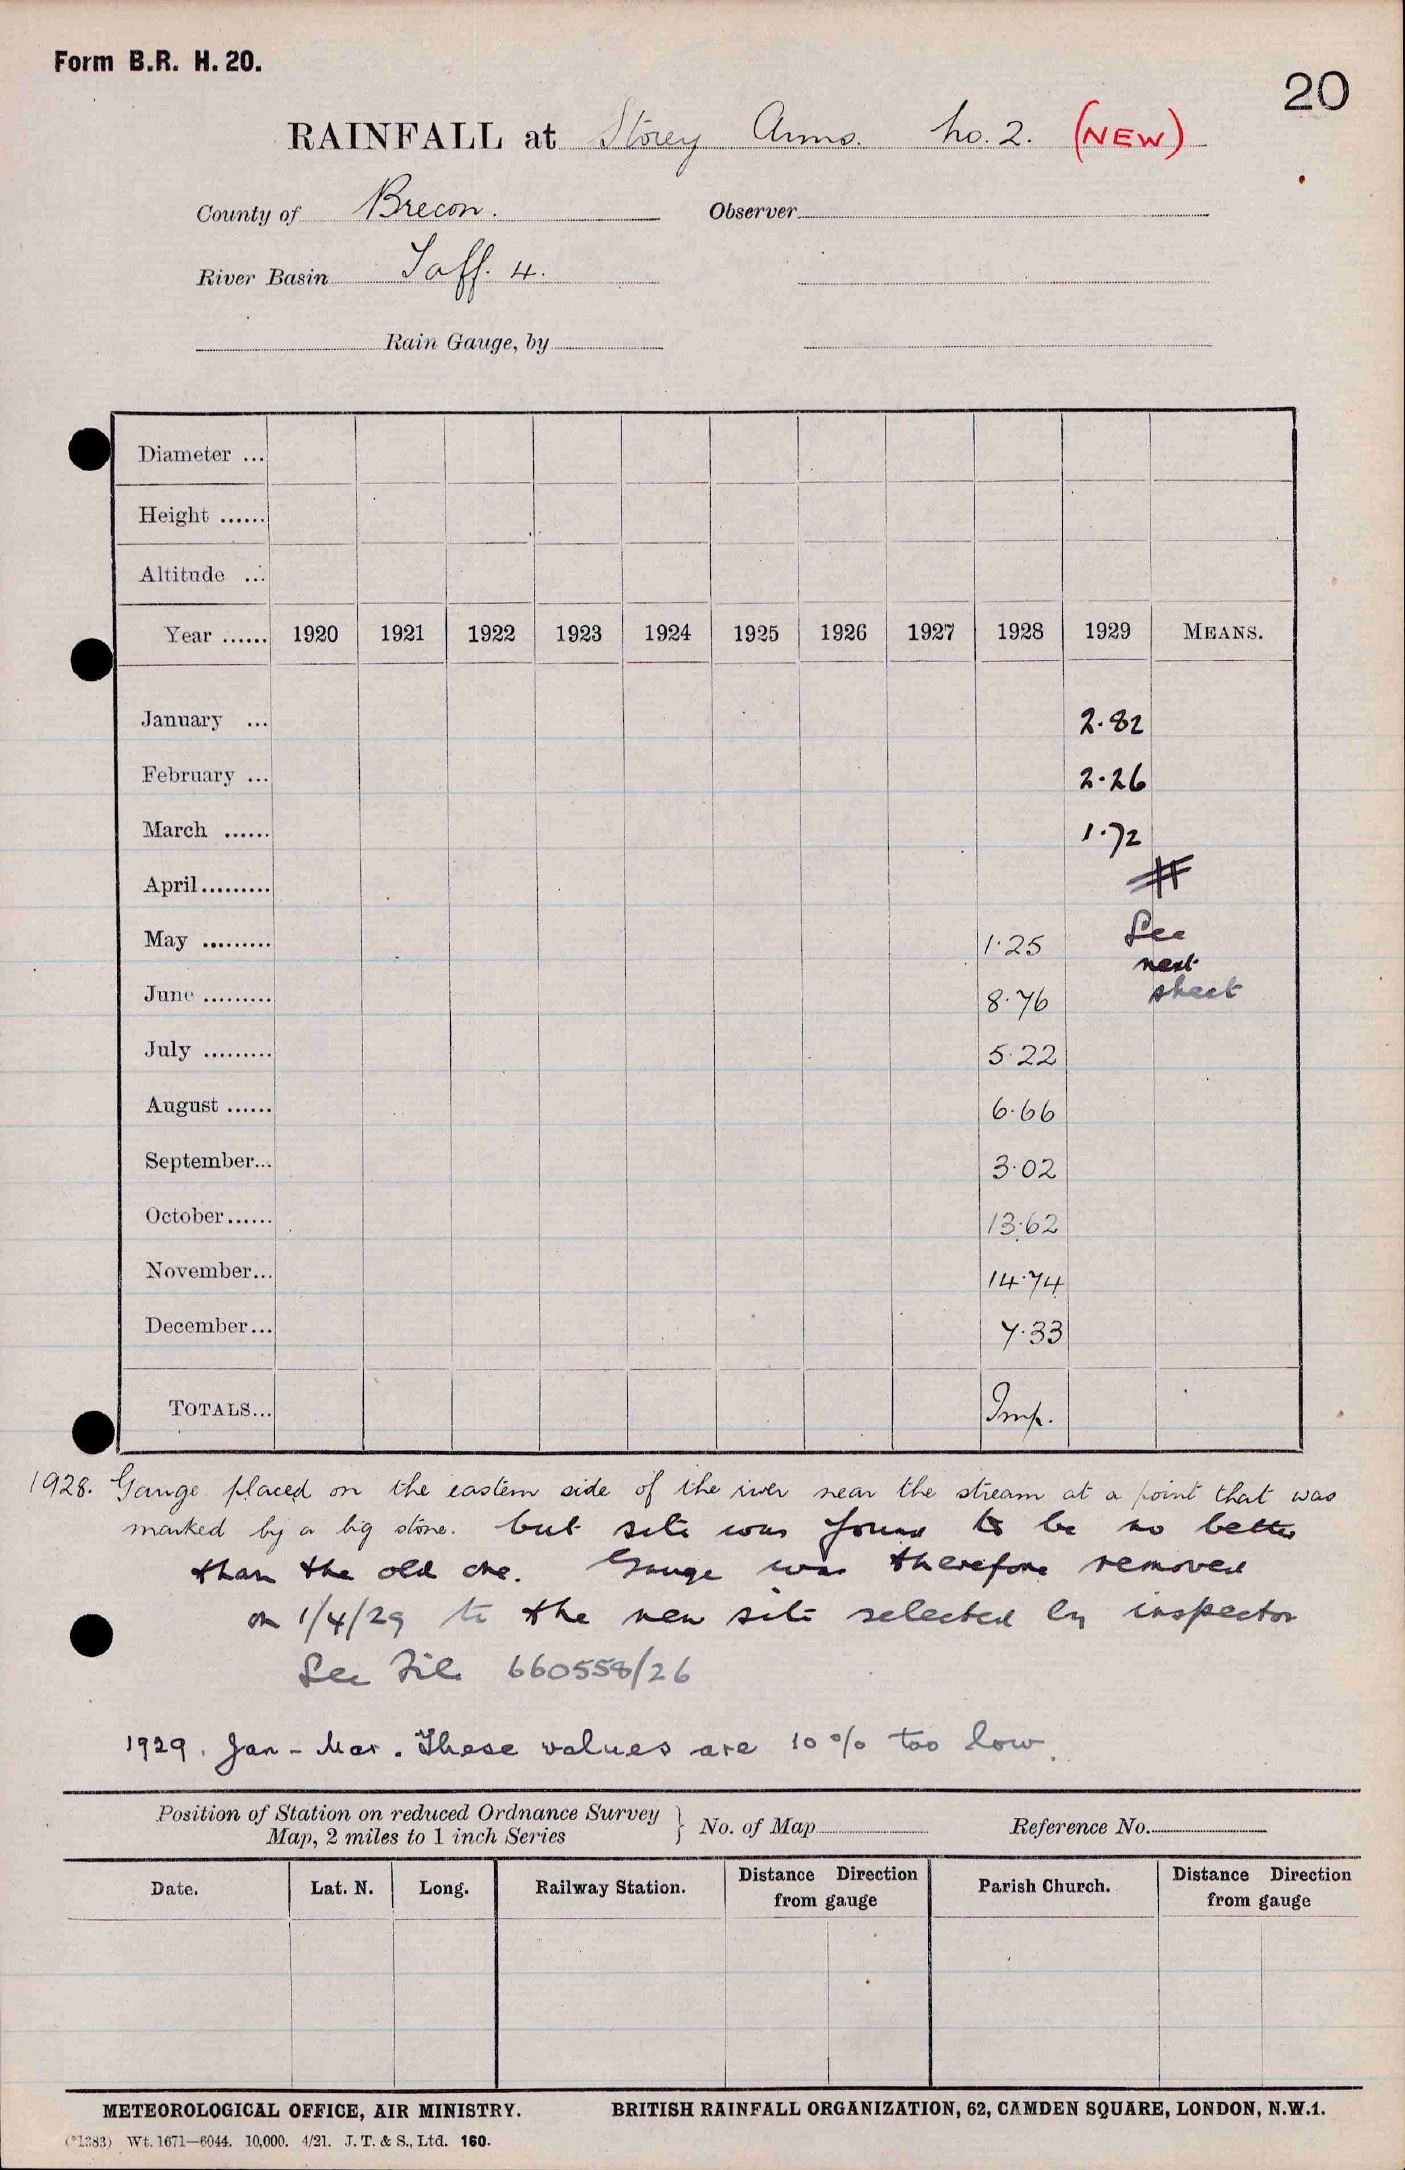 Form B.R. H. 20.
20
RAINFALL at Storey Arms. No. 2. (NEW)
County of Brecon. Observer
River Basin Taff. 4.
Rain Gauge, by
Diameter ...
Height ......
Altitude ...
Year ...... 1920 1921 1922 1923 1924 1925 1926 1927 1928 1929 MEANS.
January ... 2.82
February ... 2.26
March ...... 1.72
April......... #
May ......... 1.25 See
next
June ......... 8.76 sheet
July ......... 5.22
August ...... 6.66
September... 3.02
October...... 13.62
November... 14.74
December... 7.33
TOTALS... Imp.
1928. Gauge placed on the eastern side of the river near the stream at a point that was
marked by a big stone. but site was found to be no better
than the old one. Gauge was therefore removed
on 1/4/29 to the new site selected by inspector
See File 660558/26
1929. Jan - Mar. These values are 10% too low.
Position of Station on reduced Ordnance Survey
Map, 2 miles to 1 inch Series } No. of Map Reference No.
Date. Lat. N. Long. Railway Station. Distance Direction from gauge Parish Church. Distance Direction from gauge
METEOROLOGICAL OFFICE, AIR MINISTRY. BRITISH RAINFALL ORGANIZATION, 62, CAMDEN SQUARE, LONDON, N.W.1.
(*1383) Wt. 1671—6044. 10,000. 4/21. J. T. & S., Ltd. 160.